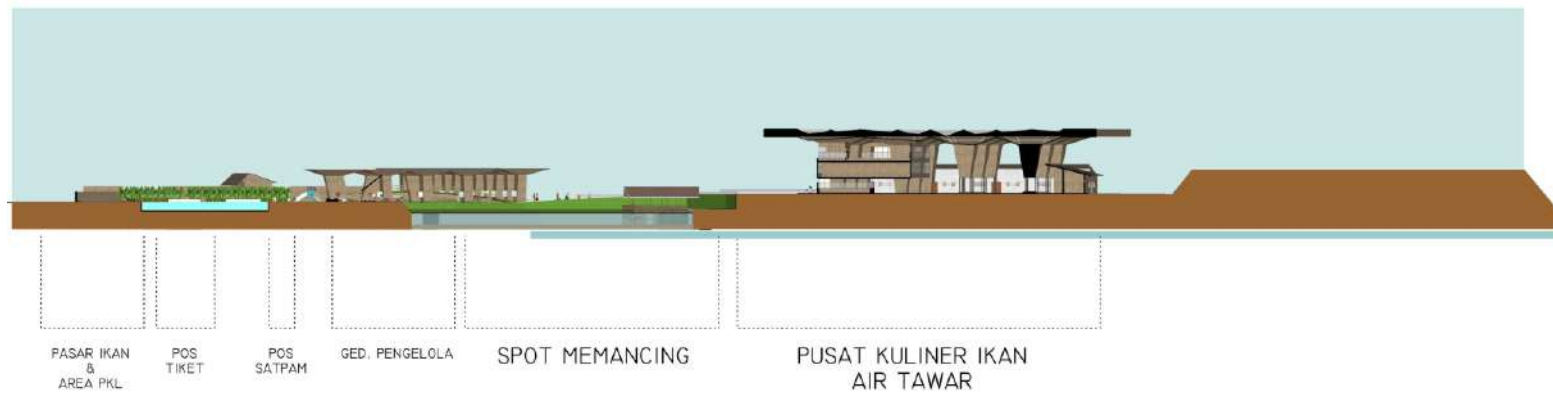 PASAR IKAN
&
AREA PKL
POS
TIKET
POS
SATPAM
GED. PENGELOLA
SPOT MEMANCING
PUSAT KULINER IKAN
AIR TAWAR